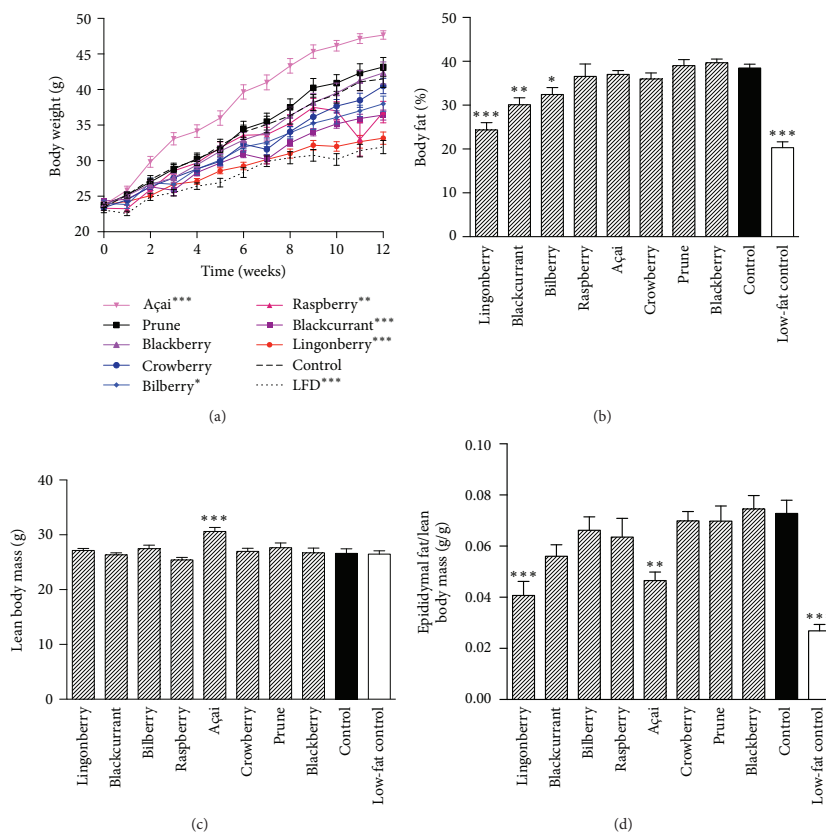 50
45
40
35
30
25
20
Body weight (g)
0 2 4 6 8 10 12
Time (weeks)
Açai***
Prune
Blackberry
Crowberry
Bilberry*
Raspberry**
Blackcurrant***
Lingonberry***
Control
LFD***
(a)
50
40
30
20
10
0
Body fat (%)
***
**
*
***
Lingonberry
Blackcurrant
Bilberry
Raspberry
Açai
Crowberry
Prune
Blackberry
Control
Low-fat control
(b)
40
30
20
10
0
Lean body mass (g)
***
Lingonberry
Blackcurrant
Bilberry
Raspberry
Açai
Crowberry
Prune
Blackberry
Control
Low-fat control
(c)
0.10
0.08
0.06
0.04
0.02
0.00
Epididymal fat/lean
body mass (g/g)
***
**
**
Lingonberry
Blackcurrant
Bilberry
Raspberry
Açai
Crowberry
Prune
Blackberry
Control
Low-fat control
(d)